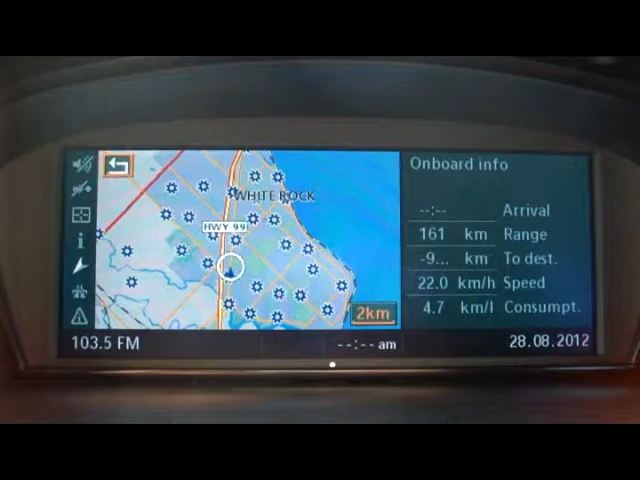 Onboard info
WHITE ROCK
HWY 99
2km
--:-- Arrival
161 km Range
-9... km To dest.
22.0 km/h Speed
4.7 km/l Consumpt.
103.5 FM
--:-- am
28.08.2012